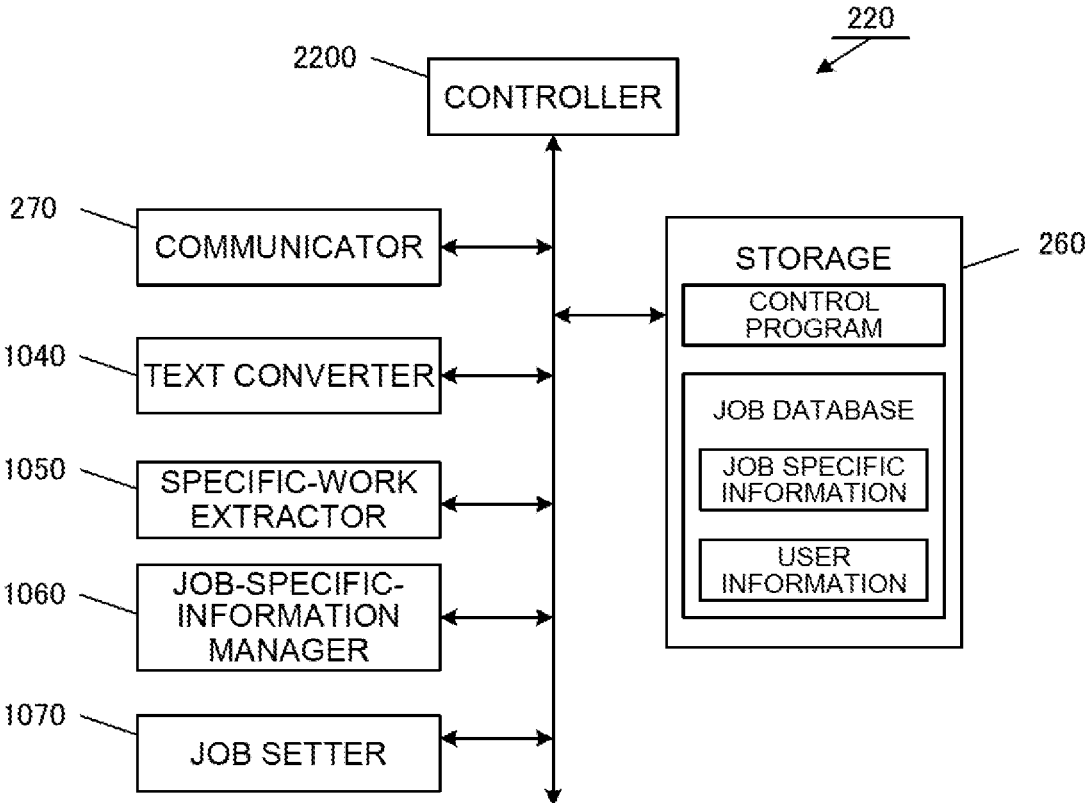 220
2200
CONTROLLER
270
COMMUNICATOR
1040
TEXT CONVERTER
1050
SPECIFIC-WORK
EXTRACTOR
1060
JOB-SPECIFIC-
INFORMATION
MANAGER
1070
JOB SETTER
260
STORAGE
CONTROL
PROGRAM
JOB DATABASE
JOB SPECIFIC
INFORMATION
USER
INFORMATION